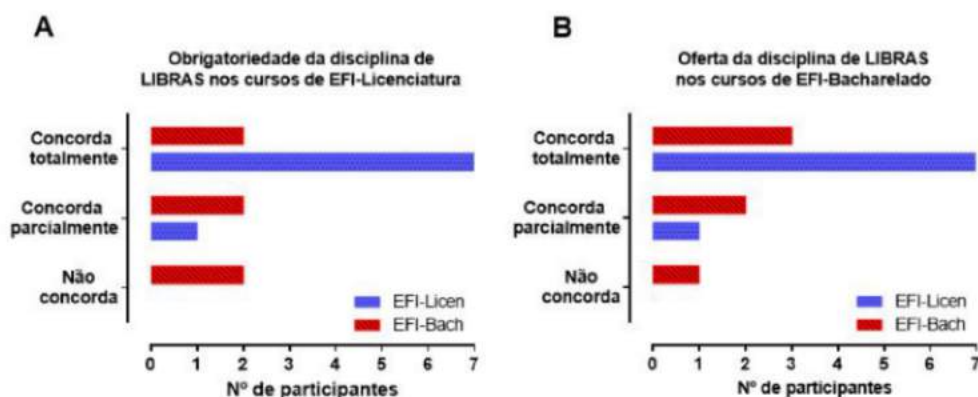 A
Obrigatoriedade da disciplina de
LIBRAS nos cursos de EFI-Licenciatura
Concorda
totalmente
Concorda
parcialmente
Não
concorda
EFI-Licen
EFI-Bach
0 1 2 3 4 5 6 7
Nº de participantes
B
Oferta da disciplina de LIBRAS
nos cursos de EFI-Bacharelado
Concorda
totalmente
Concorda
parcialmente
Não
concorda
EFI-Licen
EFI-Bach
0 1 2 3 4 5 6 7
Nº de participantes